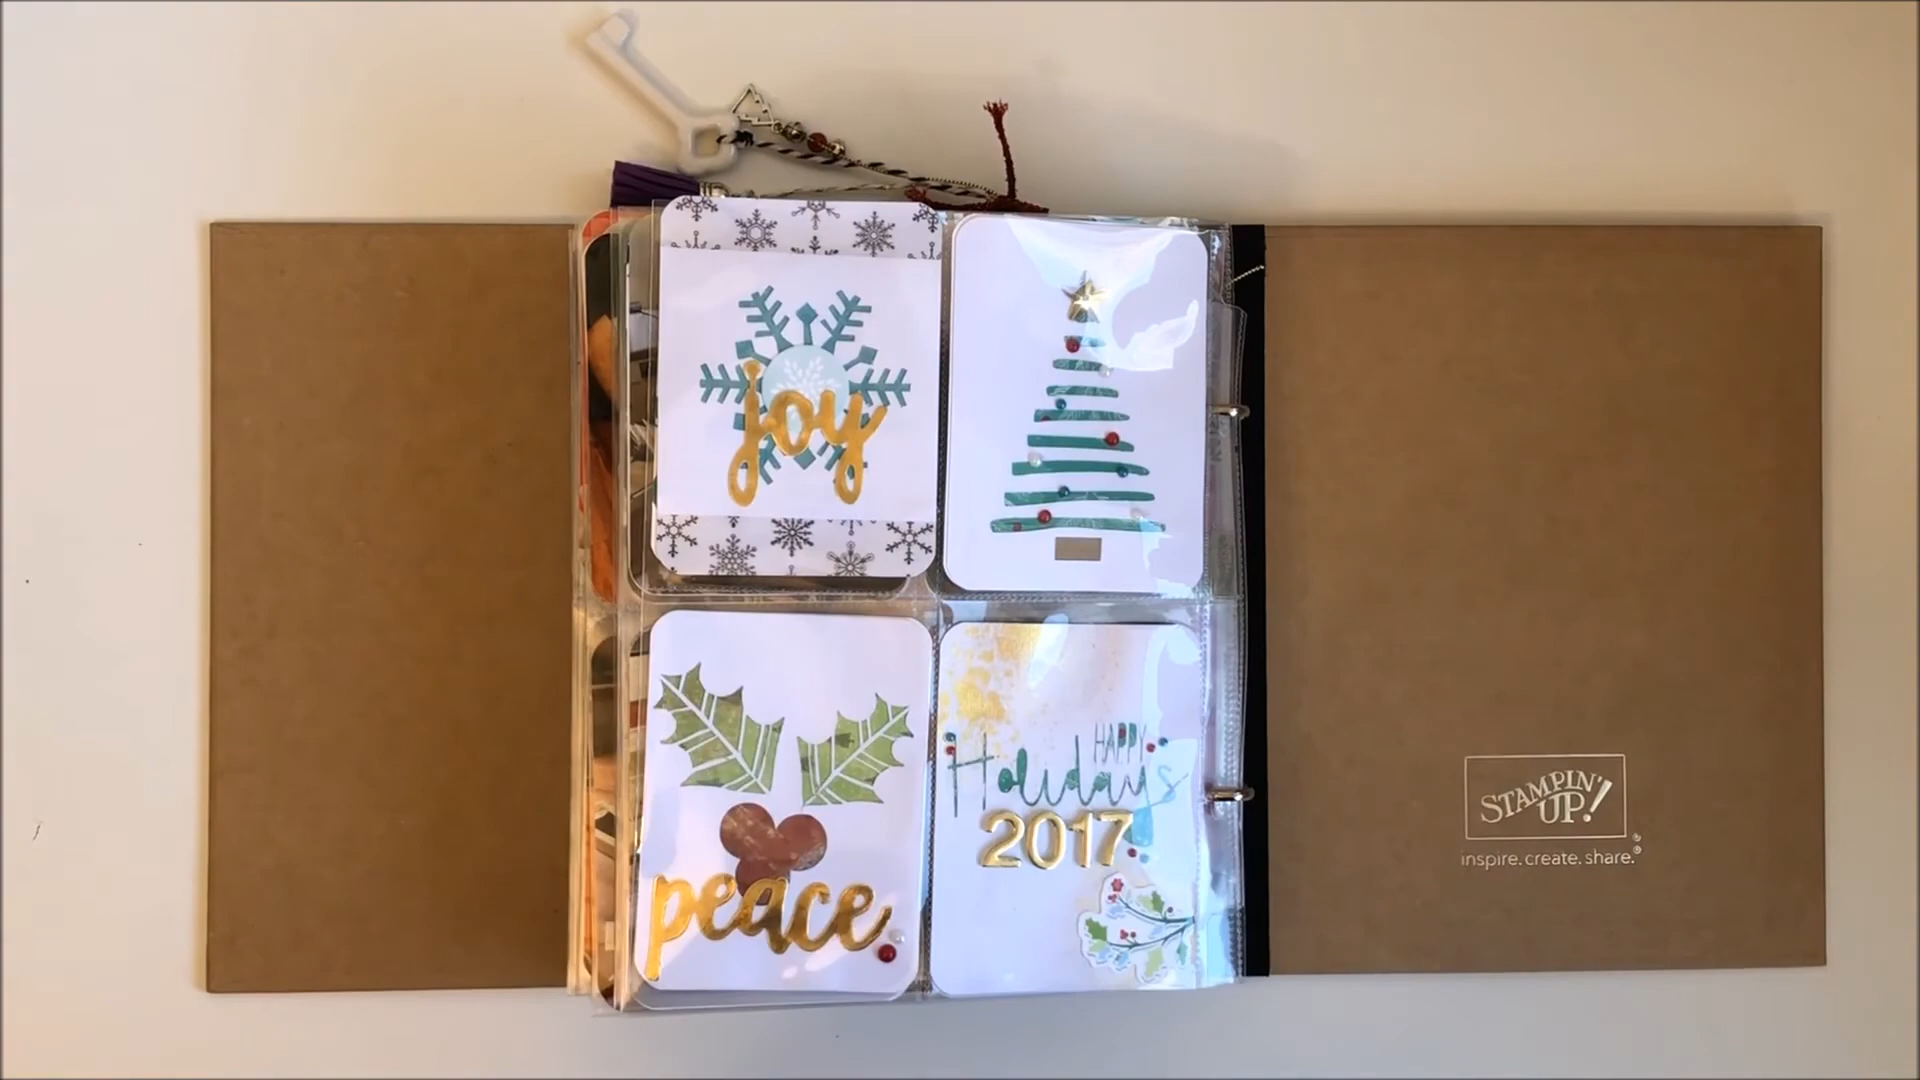 joy
peace
HAPPY
Holidays
2017
STAMPIN'
UP!
inspire. create. share.